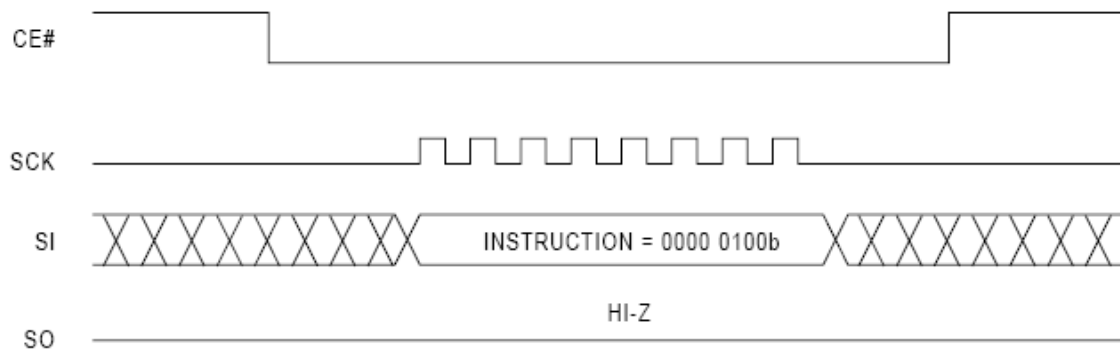 CE#
SCK
SI
INSTRUCTION = 0000 0100b
HI-Z
SO